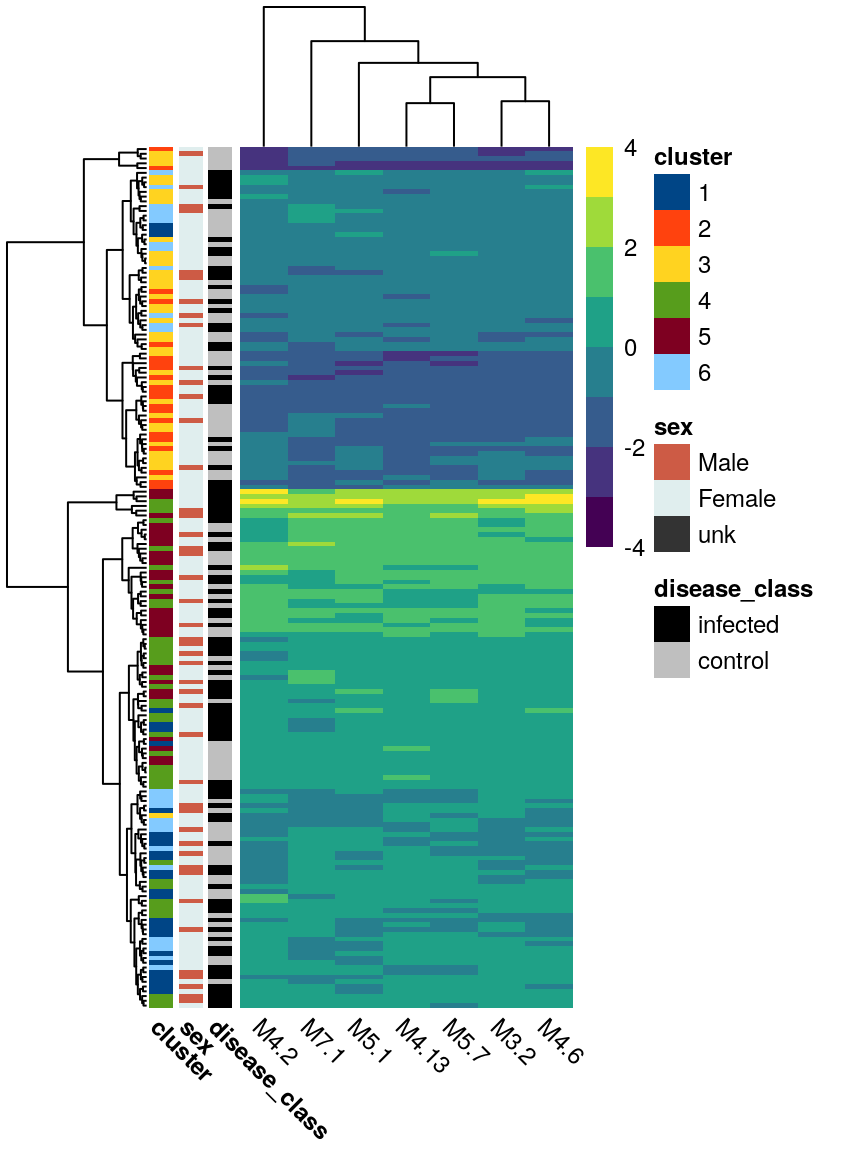 4
2
0
-2
-4
cluster
1
2
3
4
5
6
sex
Male
Female
unk
disease_class
infected
control
cluster
sex
disease_class
M4.2
M7.1
M5.1
M4.13
M5.7
M3.2
M4.6